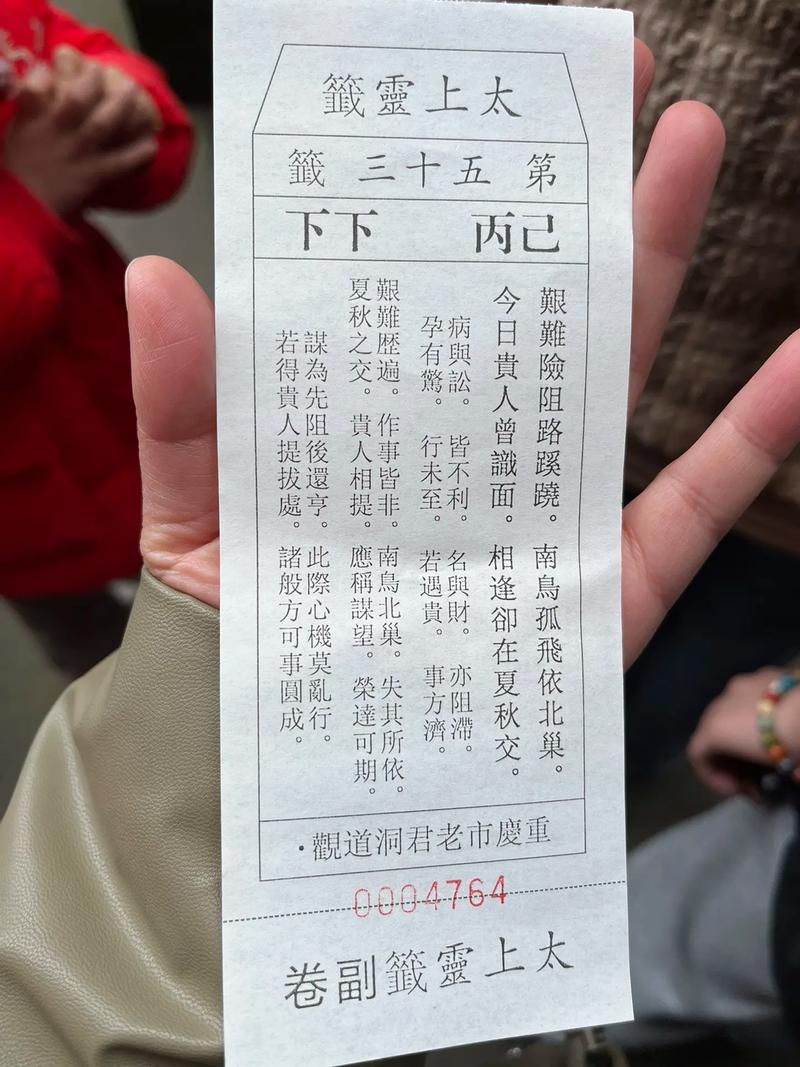 太上靈籤
第五十三籤
己丙 下下
艱難險阻路蹊蹺。南鳥孤飛依北巢。
今日貴人曾識面。相逢卻在夏秋交。
病與訟。皆不利。名與財。亦阻滯。
孕有驚。行未至。若遇貴。事方濟。
艱難歴遍。作事皆非。南鳥北巢。失其所依。
夏秋之交。貴人相提。應稱謀望。榮達可期。
謀為先阻後還亨。此際心機莫亂行。
若得貴人提拔處。諸般方可事圓成。
重慶市老君洞道觀·
0004764
太上靈籤副卷